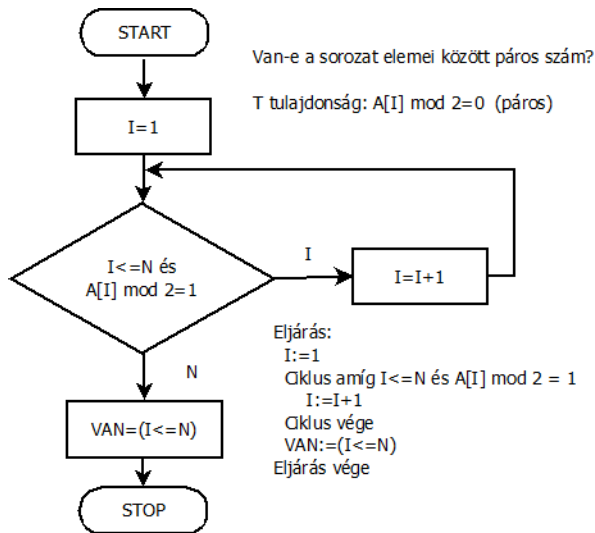 START
Van-e a sorozat elemei között páros szám?
T tulajdonság: A[I] mod 2=0 (páros)
I=1
I<=N és
A[I] mod 2=1
I
I=I+1
N
Eljárás:
I:=1
Ciklus amíg I<=N és A[I] mod 2 = 1
I:=I+1
Ciklus vége
VAN:=(I<=N)
Eljárás vége
VAN=(I<=N)
STOP